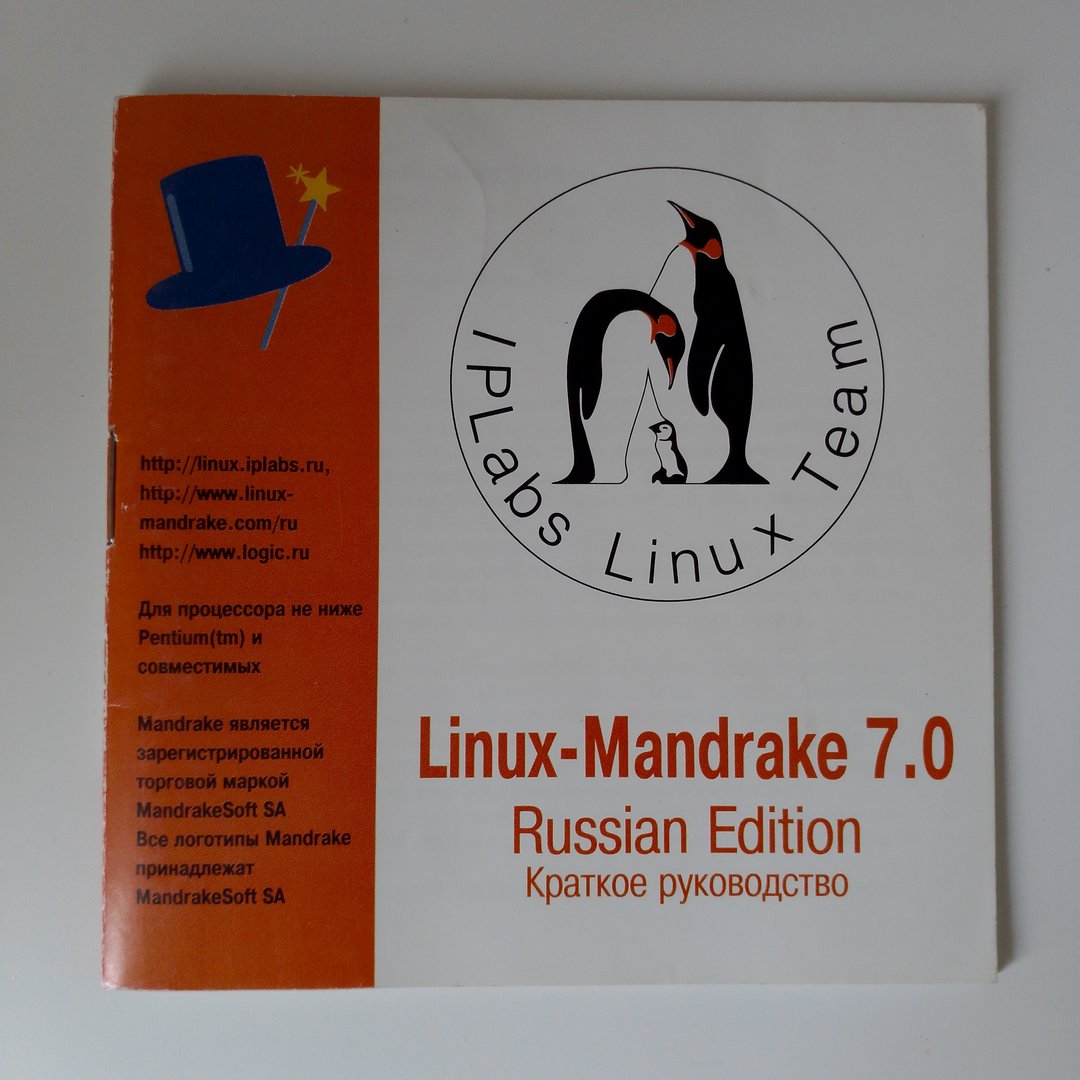 http://linux.iplabs.ru,
http://www.linux-
mandrake.com/ru
http://www.logic.ru
Для процессора не ниже
Pentium(tm) и
совместимых
Mandrake является
зарегистрированной
торговой маркой
MandrakeSoft SA
Все логотипы Mandrake
принадлежат
MandrakeSoft SA
IPLabs Linux Team
Linux-Mandrake 7.0
Russian Edition
Краткое руководство